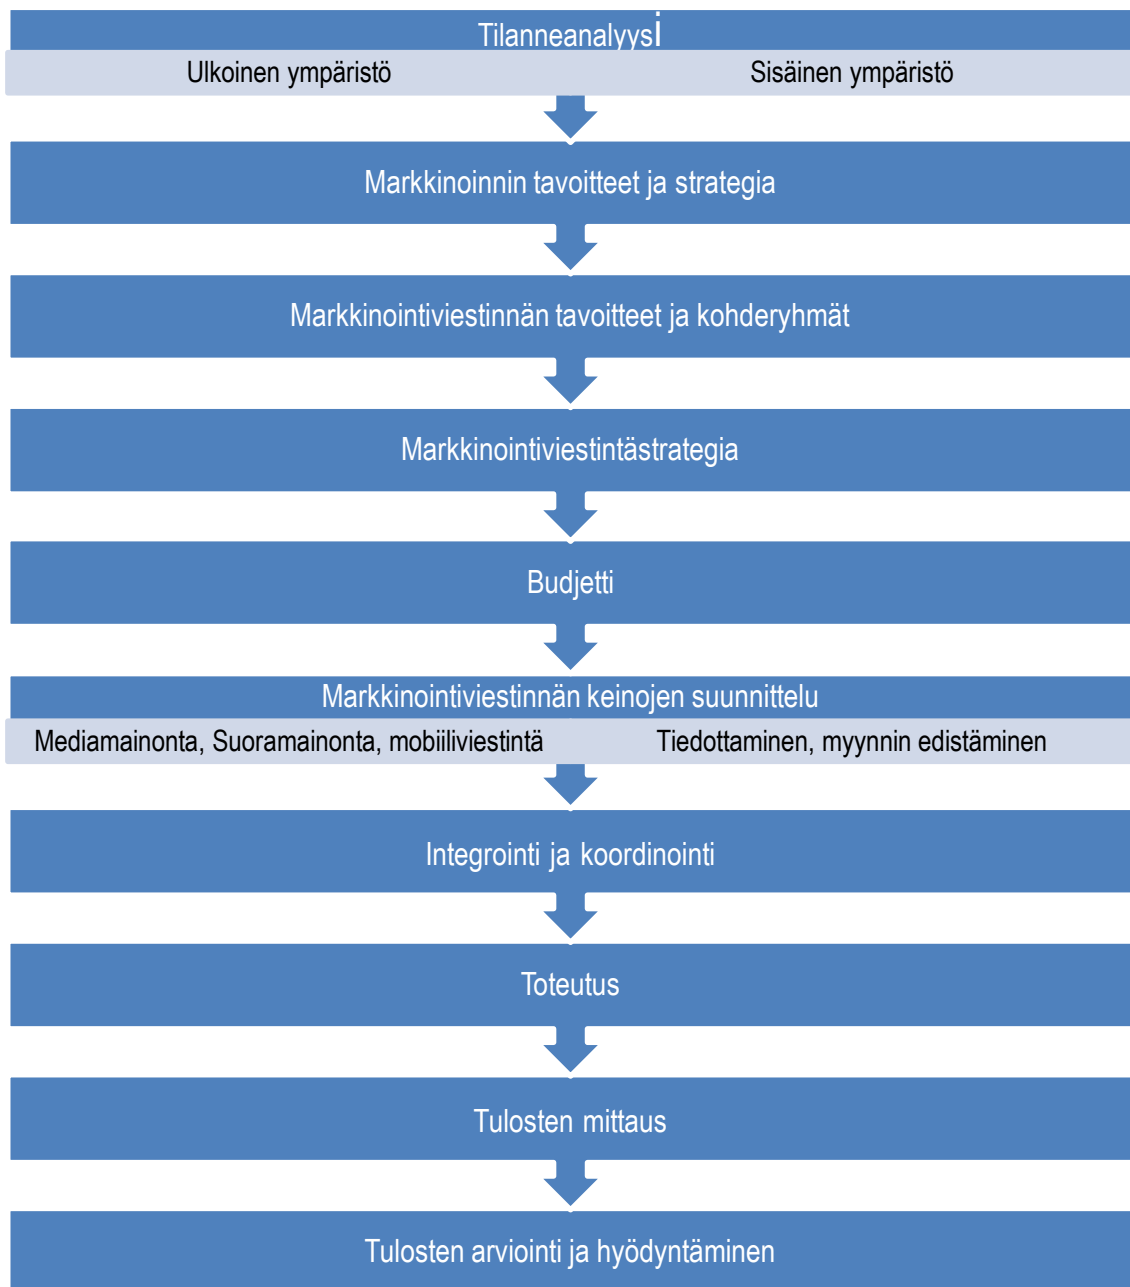 Tilanneanalyysi
Ulkoinen ympäristö Sisäinen ympäristö
Markkinoinnin tavoitteet ja strategia
Markkinointiviestinnän tavoitteet ja kohderyhmät
Markkinointiviestintästrategia
Budjetti
Markkinointiviestinnän keinojen suunnittelu
Mediamainonta, Suoramainonta, mobiiliviestintä Tiedottaminen, myynnin edistäminen
Integrointi ja koordinointi
Toteutus
Tulosten mittaus
Tulosten arviointi ja hyödyntäminen